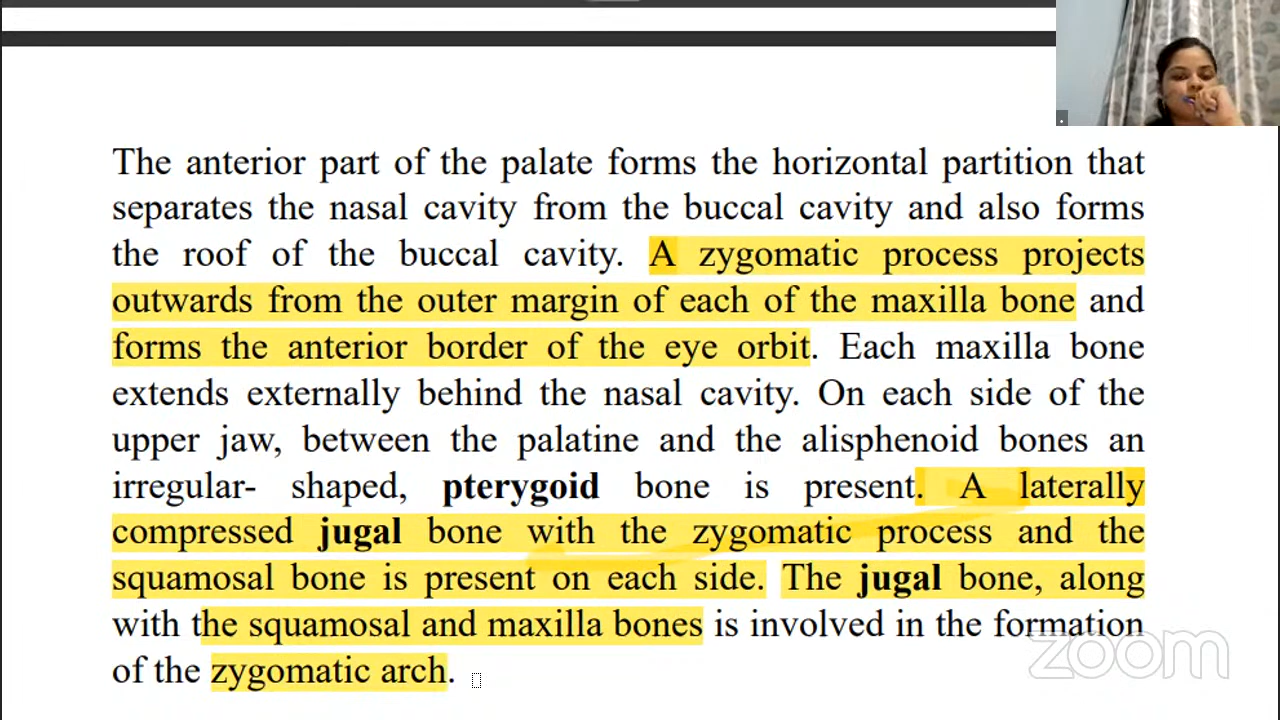 The anterior part of the palate forms the horizontal partition that
separates the nasal cavity from the buccal cavity and also forms
the roof of the buccal cavity. A zygomatic process projects
outwards from the outer margin of each of the maxilla bone and
forms the anterior border of the eye orbit. Each maxilla bone
extends externally behind the nasal cavity. On each side of the
upper jaw, between the palatine and the alisphenoid bones an
irregular- shaped, pterygoid bone is present. A laterally
compressed jugal bone with the zygomatic process and the
squamosal bone is present on each side. The jugal bone, along
with the squamosal and maxilla bones is involved in the formation
of the zygomatic arch.
zoom